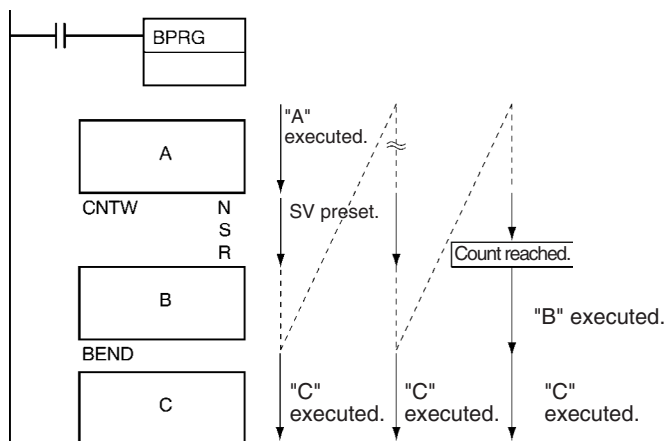 BPRG
A
"A"
executed.
CNTW N
S
R
SV preset.
Count reached.
B
"B" executed.
BEND
C
"C"
executed.
"C"
executed.
"C"
executed.